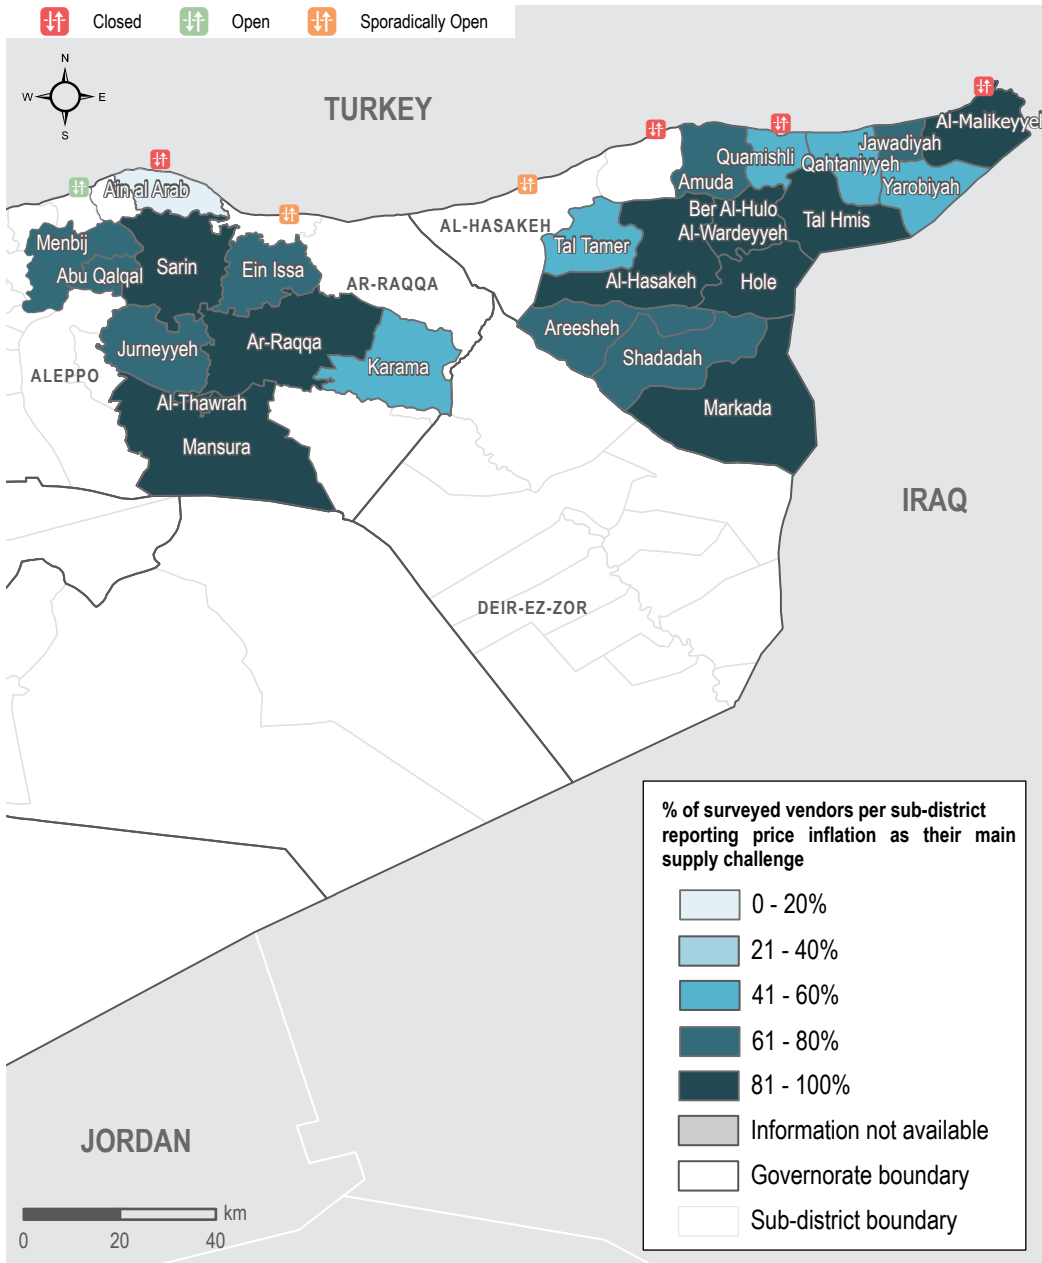 Closed
Open
Sporadically Open
N
W
E
S
TURKEY
Al-Malikeyyeh
Jawadiyah
Quamishli
Qahtaniyyeh
Yarobiyah
Amuda
Ain al Arab
AL-HASAKEH
Ber Al-Hulo
Al-Wardeyyeh
Tal Hmis
Menbij
Tal Tamer
Abu Qalqal
Sarin
Ein Issa
AR-RAQQA
Al-Hasakeh
Hole
Jurneyyeh
Ar-Raqqa
Areesheh
Shadadah
Karama
ALEPPO
Al-Thawrah
Markada
Mansura
IRAQ
DEIR-EZ-ZOR
% of surveyed vendors per sub-district
reporting price inflation as their main
supply challenge
0 - 20%
21 - 40%
41 - 60%
61 - 80%
81 - 100%
Information not available
Governorate boundary
Sub-district boundary
JORDAN
km
0 20 40